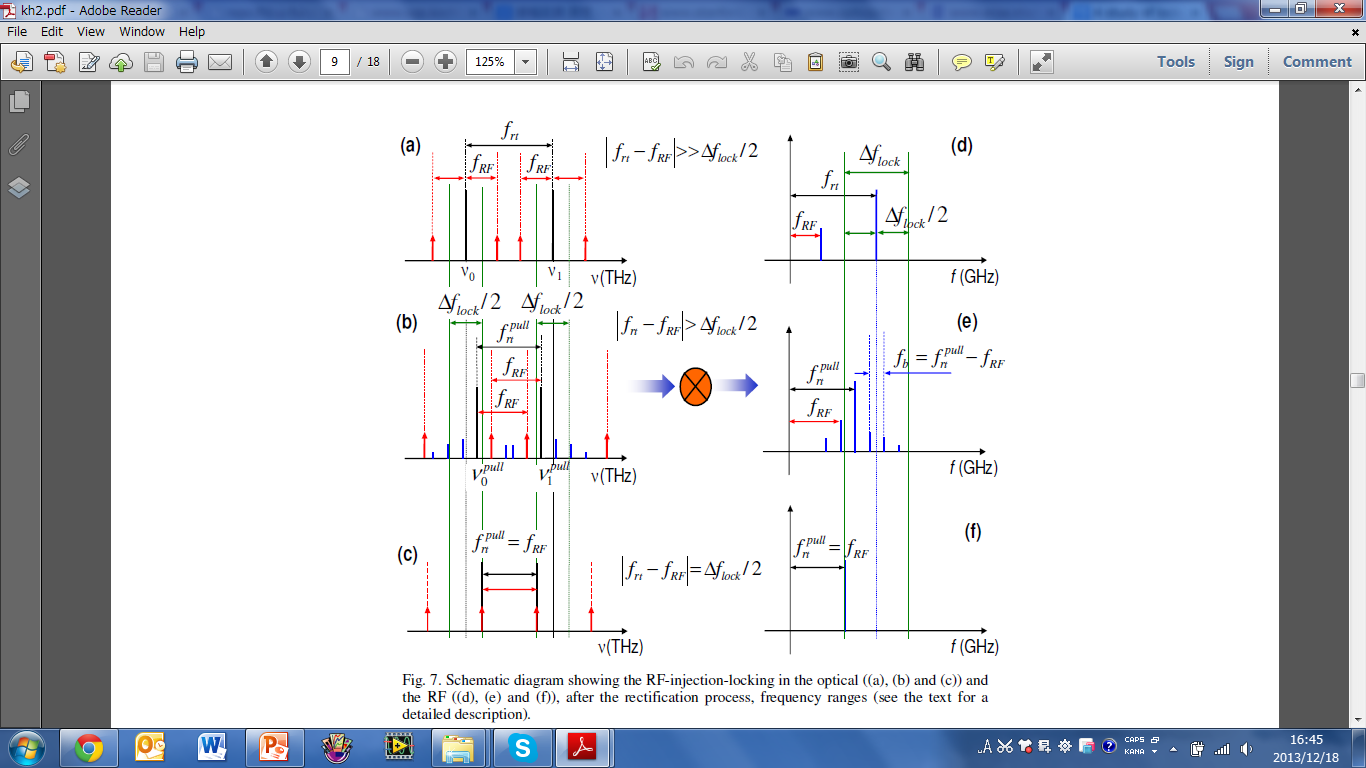 kh2.pdf - Adobe Reader
File Edit View Window Help
9 / 18 125% Tools Sign Comment
(a) f_rt |f_rt − f_RF| >> Δf_lock/2
f_RF f_RF
ν_0 ν_1 ν(THz)
(d) Δf_lock
f_rt
f_RF Δf_lock/2
f (GHz)
Δf_lock/2 Δf_lock/2
(b) f_rt^pull |f_rt − f_RF| > Δf_lock/2
f_RF
f_RF
ν_0^pull ν_1^pull ν(THz)
(e)
f_rt^pull f_b = f_rt^pull − f_RF
f_RF
f (GHz)
(c) f_rt^pull = f_RF |f_rt − f_RF| = Δf_lock/2
ν(THz)
(f)
f_rt^pull = f_RF
f (GHz)
Fig. 7. Schematic diagram showing the RF-injection-locking in the optical ((a), (b) and (c)) and
the RF ((d), (e) and (f)), after the rectification process, frequency ranges (see the text for a
detailed description).
CAPS
KANA
16:45
2013/12/18